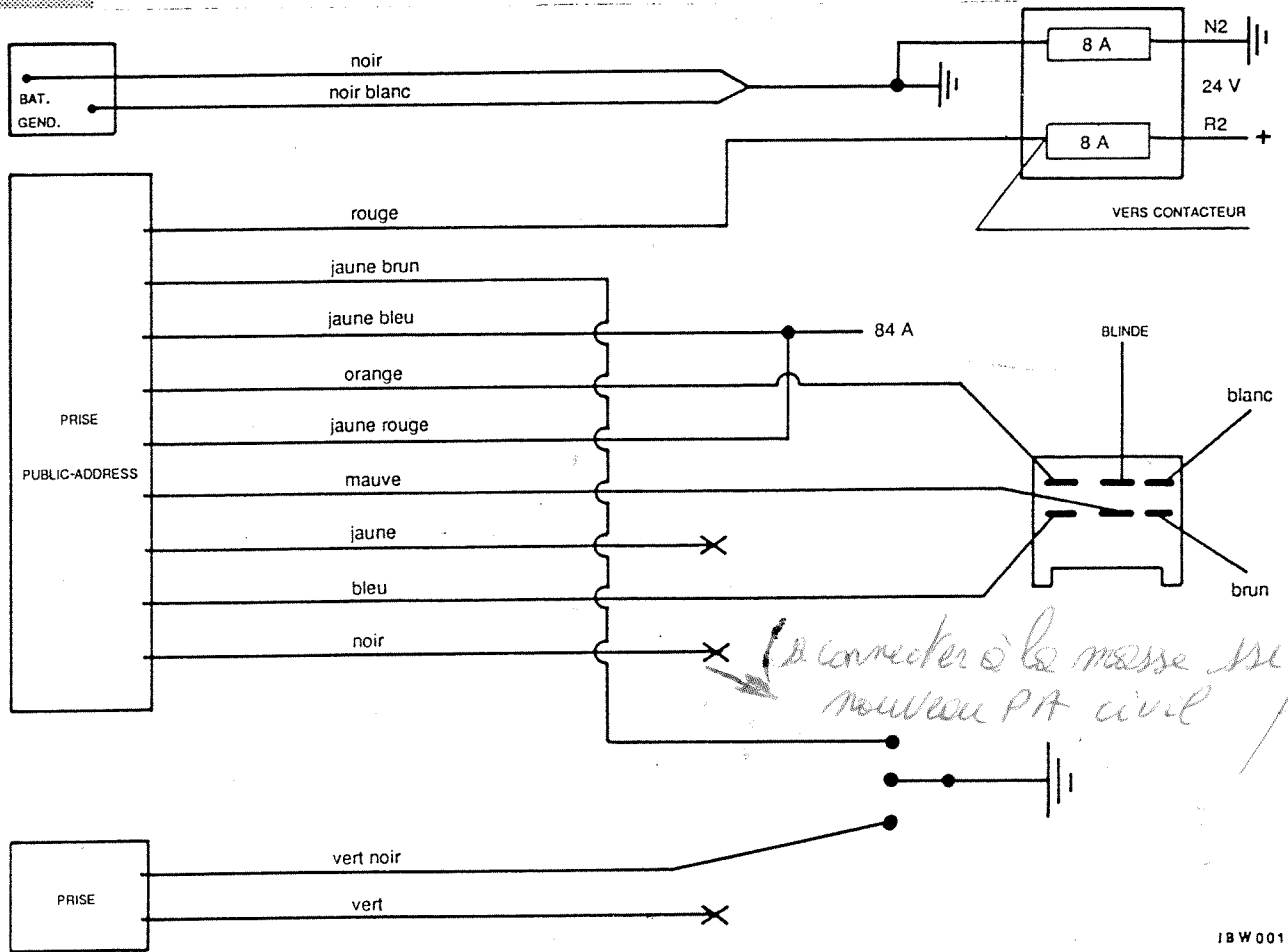 N2
8 A
noir
BAT.
noir blanc
24 V
GEND.
R2
8 A
+
rouge
VERS CONTACTEUR
jaune brun
jaune bleu
84 A
BLINDE
orange
blanc
PRISE
jaune rouge
PUBLIC-ADDRESS
mauve
jaune
bleu
brun
noir
connecter à la masse
nouveau PA civil
vert noir
PRISE
vert
IBW001